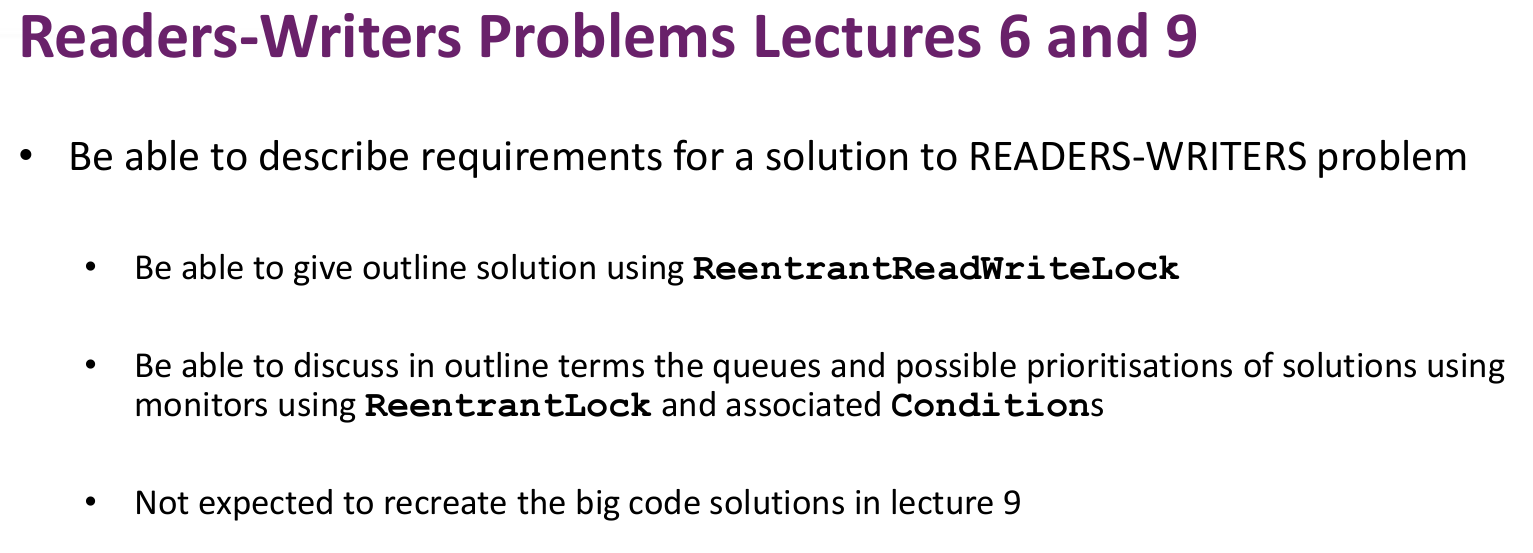 Readers-Writers Problems Lectures 6 and 9
• Be able to describe requirements for a solution to READERS-WRITERS problem
• Be able to give outline solution using ReentrantReadWriteLock
• Be able to discuss in outline terms the queues and possible prioritisations of solutions using
monitors using ReentrantLock and associated Conditions
• Not expected to recreate the big code solutions in lecture 9